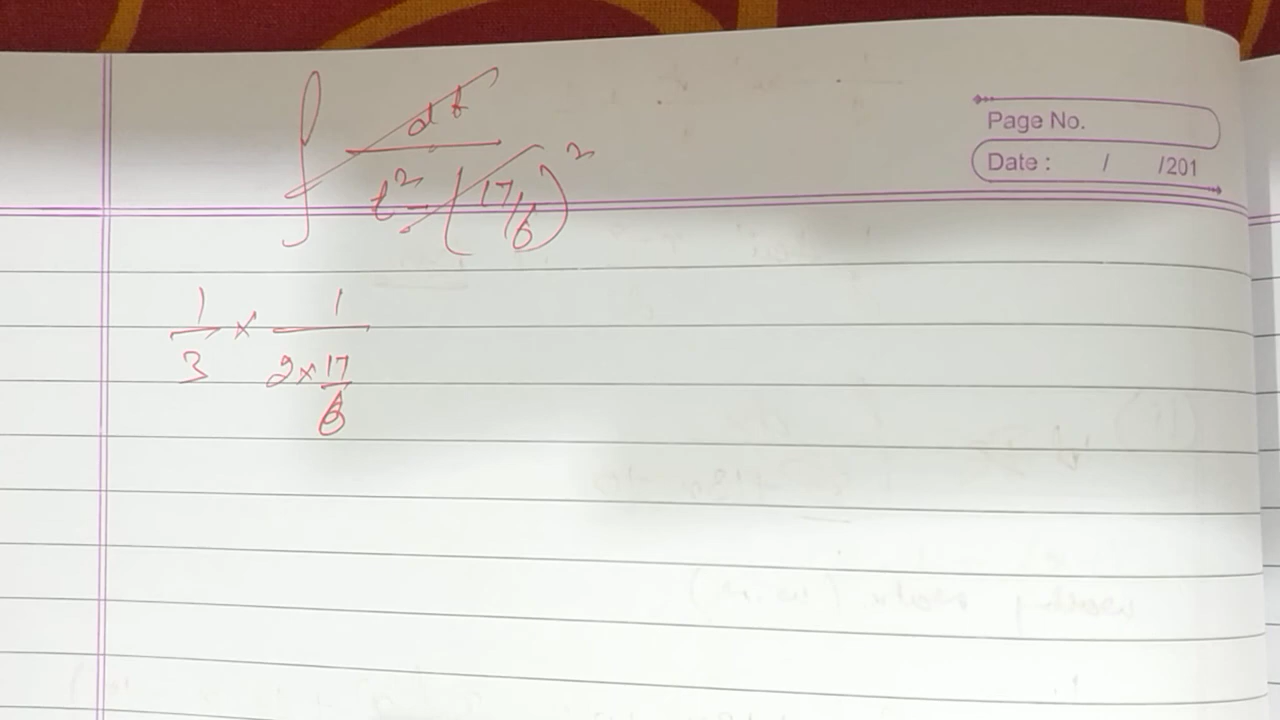 Page No.
Date : / /201
∫ dt / t² - (17/6)²
1/3 × 1/(2 × 17/6)